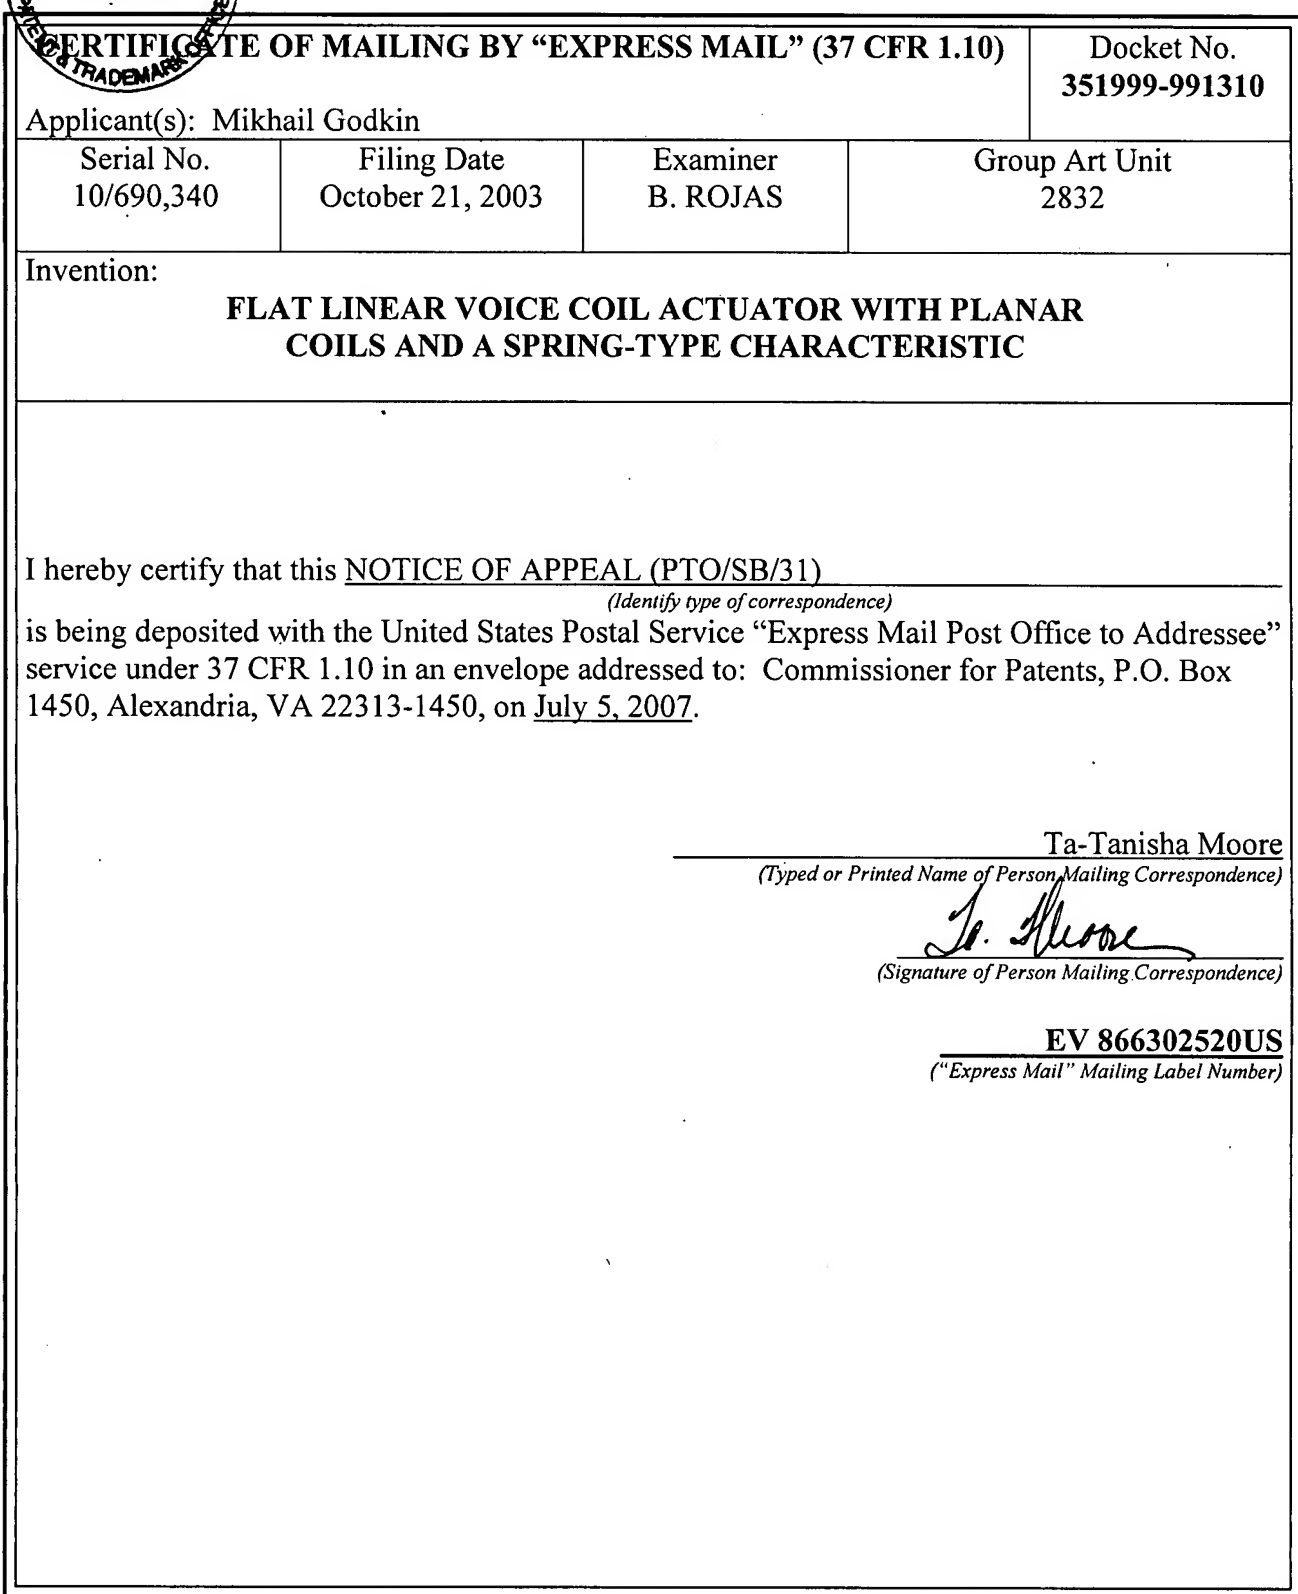 CERTIFICATE OF MAILING BY “EXPRESS MAIL” (37 CFR 1.10)
& TRADEMARK OFFICE
Applicant(s): Mikhail Godkin
Docket No.
351999-991310
Serial No.
10/690,340
Filing Date
October 21, 2003
Examiner
B. ROJAS
Group Art Unit
2832
Invention:
FLAT LINEAR VOICE COIL ACTUATOR WITH PLANAR
COILS AND A SPRING-TYPE CHARACTERISTIC
I hereby certify that this NOTICE OF APPEAL (PTO/SB/31)
(Identify type of correspondence)
is being deposited with the United States Postal Service “Express Mail Post Office to Addressee”
service under 37 CFR 1.10 in an envelope addressed to: Commissioner for Patents, P.O. Box
1450, Alexandria, VA 22313-1450, on July 5, 2007.
Ta-Tanisha Moore
(Typed or Printed Name of Person Mailing Correspondence)
(Signature of Person Mailing Correspondence)
EV 866302520US
(“Express Mail” Mailing Label Number)